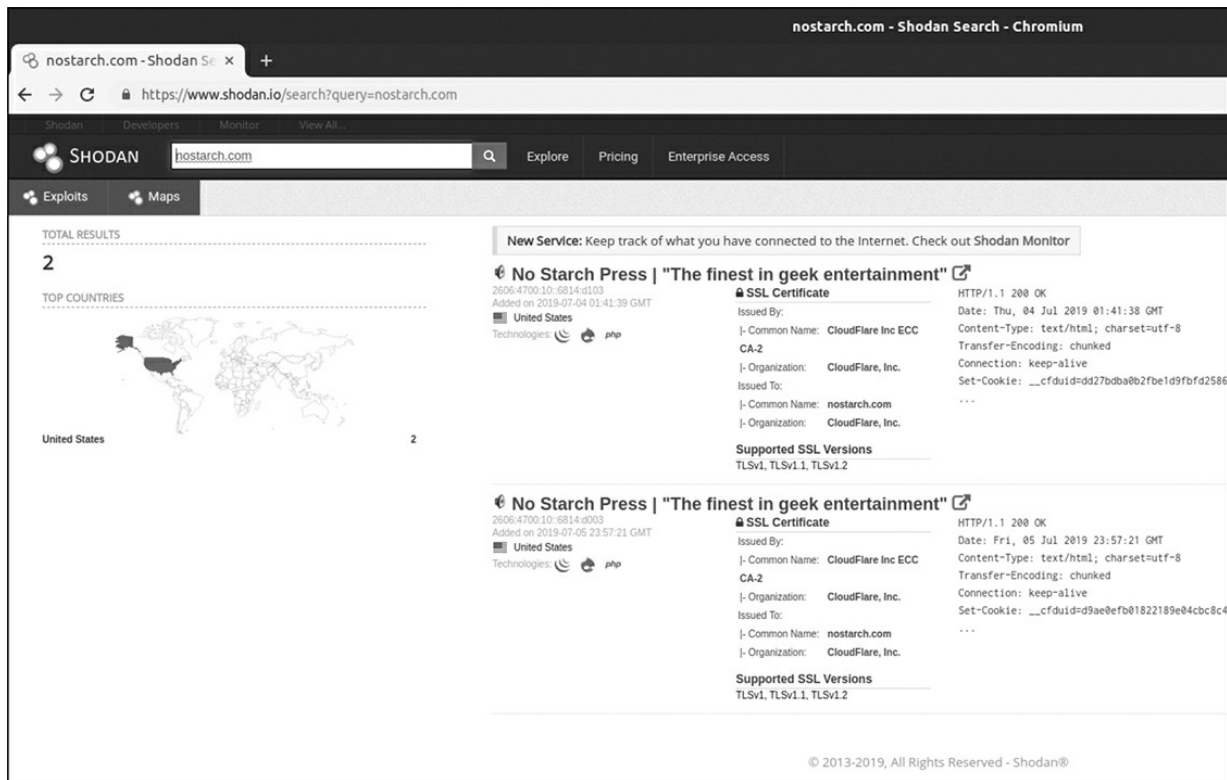 nostarch.com - Shodan Search - Chromium
nostarch.com - Shodan Se
https://www.shodan.io/search?query=nostarch.com
Shodan Developers Monitor View All...
SHODAN nostarch.com Explore Pricing Enterprise Access
Exploits Maps
TOTAL RESULTS
2
TOP COUNTRIES
United States 2
New Service: Keep track of what you have connected to the Internet. Check out Shodan Monitor
No Starch Press | "The finest in geek entertainment"
2606:4700:10::6814:d103
Added on 2019-07-04 01:41:39 GMT
United States
Technologies: php
SSL Certificate
Issued By:
|- Common Name: CloudFlare Inc ECC
CA-2
|- Organization: CloudFlare, Inc.
Issued To:
|- Common Name: nostarch.com
|- Organization: CloudFlare, Inc.
Supported SSL Versions
TLSv1, TLSv1.1, TLSv1.2
HTTP/1.1 200 OK
Date: Thu, 04 Jul 2019 01:41:38 GMT
Content-Type: text/html; charset=utf-8
Transfer-Encoding: chunked
Connection: keep-alive
Set-Cookie: __cfduid=dd27bdba0b2fbe1d9fbfd2586
...
No Starch Press | "The finest in geek entertainment"
2606:4700:10::6814:d003
Added on 2019-07-05 23:57:21 GMT
United States
Technologies: php
SSL Certificate
Issued By:
|- Common Name: CloudFlare Inc ECC
CA-2
|- Organization: CloudFlare, Inc.
Issued To:
|- Common Name: nostarch.com
|- Organization: CloudFlare, Inc.
Supported SSL Versions
TLSv1, TLSv1.1, TLSv1.2
HTTP/1.1 200 OK
Date: Fri, 05 Jul 2019 23:57:21 GMT
Content-Type: text/html; charset=utf-8
Transfer-Encoding: chunked
Connection: keep-alive
Set-Cookie: __cfduid=d9ae0efb01822189e04cbc8c4
...
© 2013-2019, All Rights Reserved - Shodan®